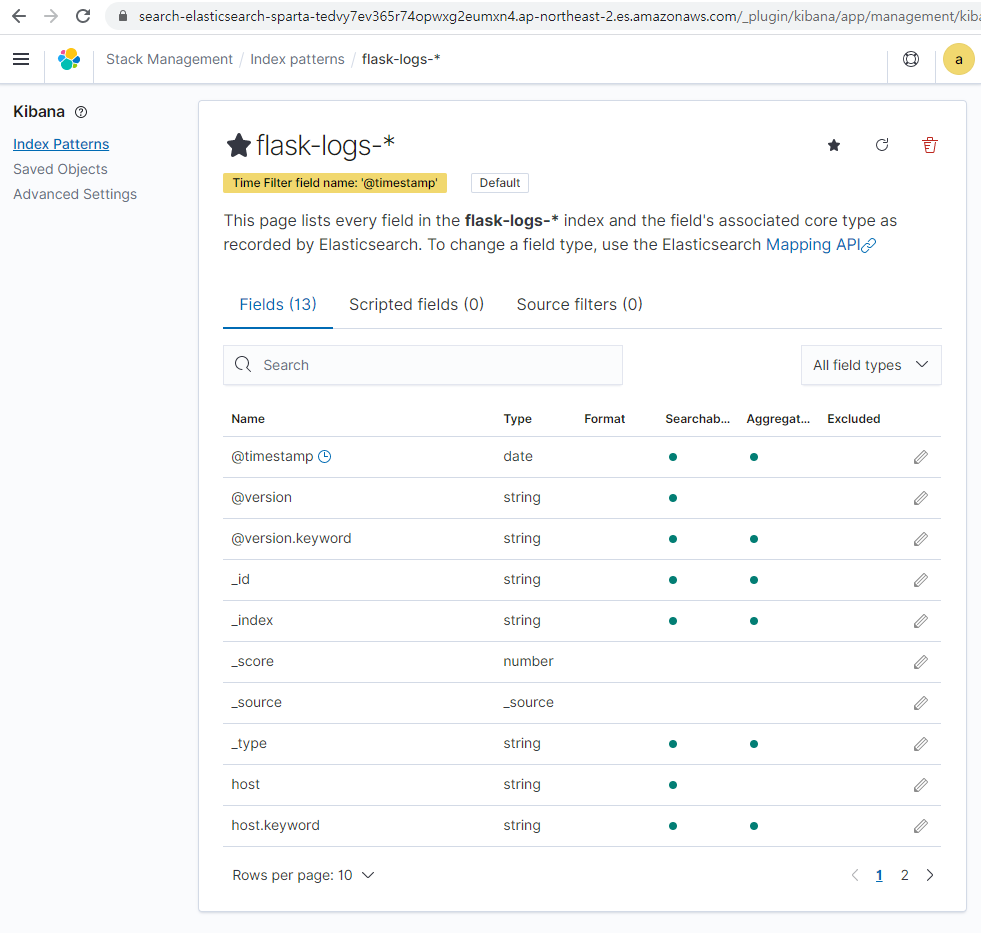 search-elasticsearch-sparta-tedvy7ev365r74opwxg2eumxn4.ap-northeast-2.es.amazonaws.com/_plugin/kibana/app/management/kiba
Stack Management / Index patterns / flask-logs-*
a
Kibana
Index Patterns
Saved Objects
Advanced Settings
flask-logs-*
Time Filter field name: '@timestamp'
Default
This page lists every field in the flask-logs-* index and the field's associated core type as
recorded by Elasticsearch. To change a field type, use the Elasticsearch Mapping API
Fields (13) Scripted fields (0) Source filters (0)
Search
All field types
Name Type Format Searchab... Aggregat... Excluded
@timestamp date
@version string
@version.keyword string
_id string
_index string
_score number
_source _source
_type string
host string
host.keyword string
Rows per page: 10
1 2